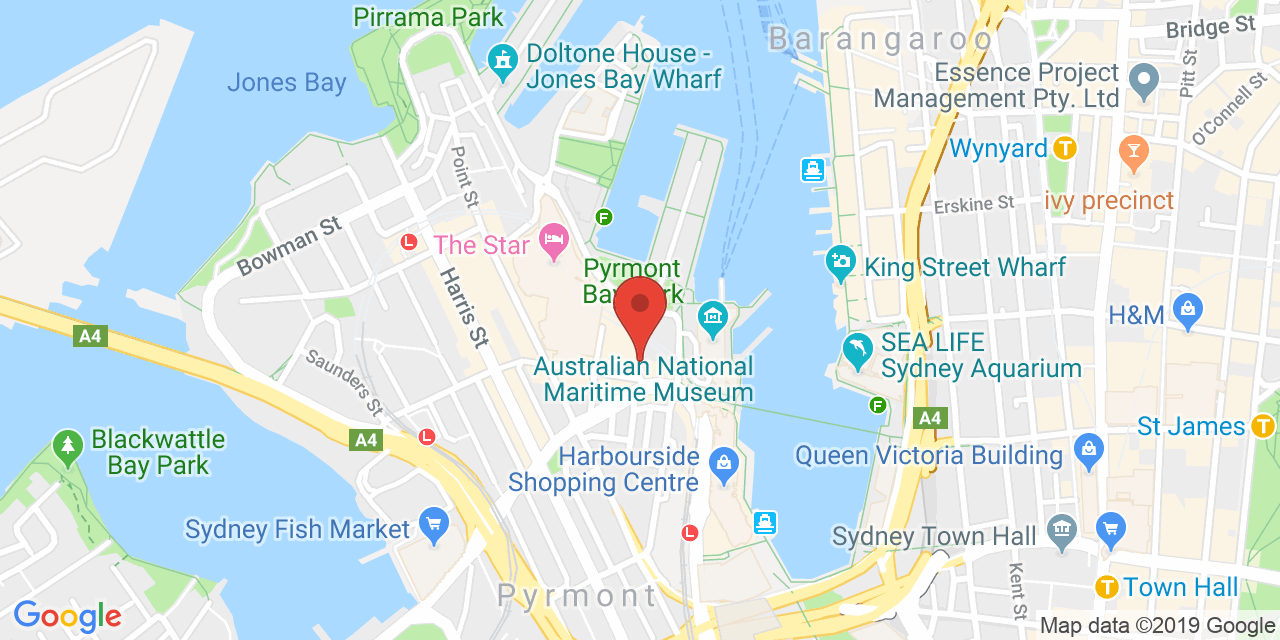 Pirrama Park
Doltone House -
Jones Bay Wharf
Jones Bay
Barangaroo
Bridge St
Pitt St
O'Connell St
Essence Project
Management Pty. Ltd
Wynyard
T
ivy precinct
Erskine St
Point St
Bowman St
L
The Star
F
Pyrmont
Bay Park
King Street Wharf
Harris St
H&M
A4
SEA LIFE
Sydney Aquarium
Australian National
Maritime Museum
Saunders St
F
A4
St James
T
A4
L
Blackwattle
Bay Park
Harbourside
Shopping Centre
Queen Victoria Building
Sydney Fish Market
L
Sydney Town Hall
Kent St
T
Town Hall
Pyrmont
Google
Map data ©2019 Google